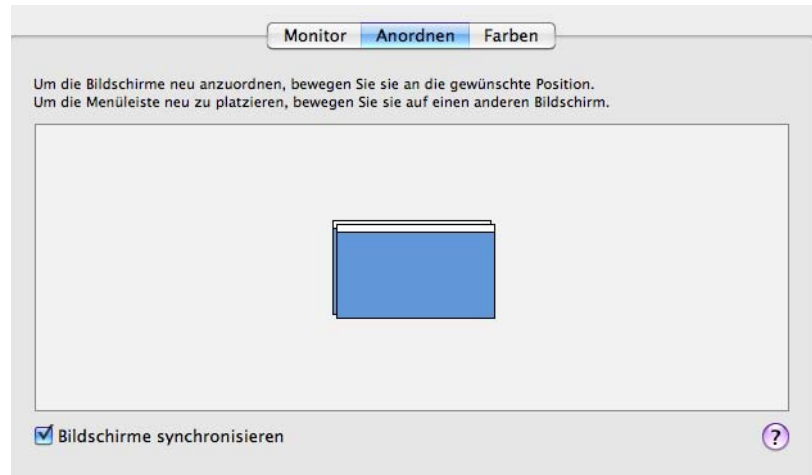 Monitor Anordnen Farben
Um die Bildschirme neu anzuordnen, bewegen Sie sie an die gewünschte Position.
Um die Menüleiste neu zu platzieren, bewegen Sie sie auf einen anderen Bildschirm.
Bildschirme synchronisieren ?